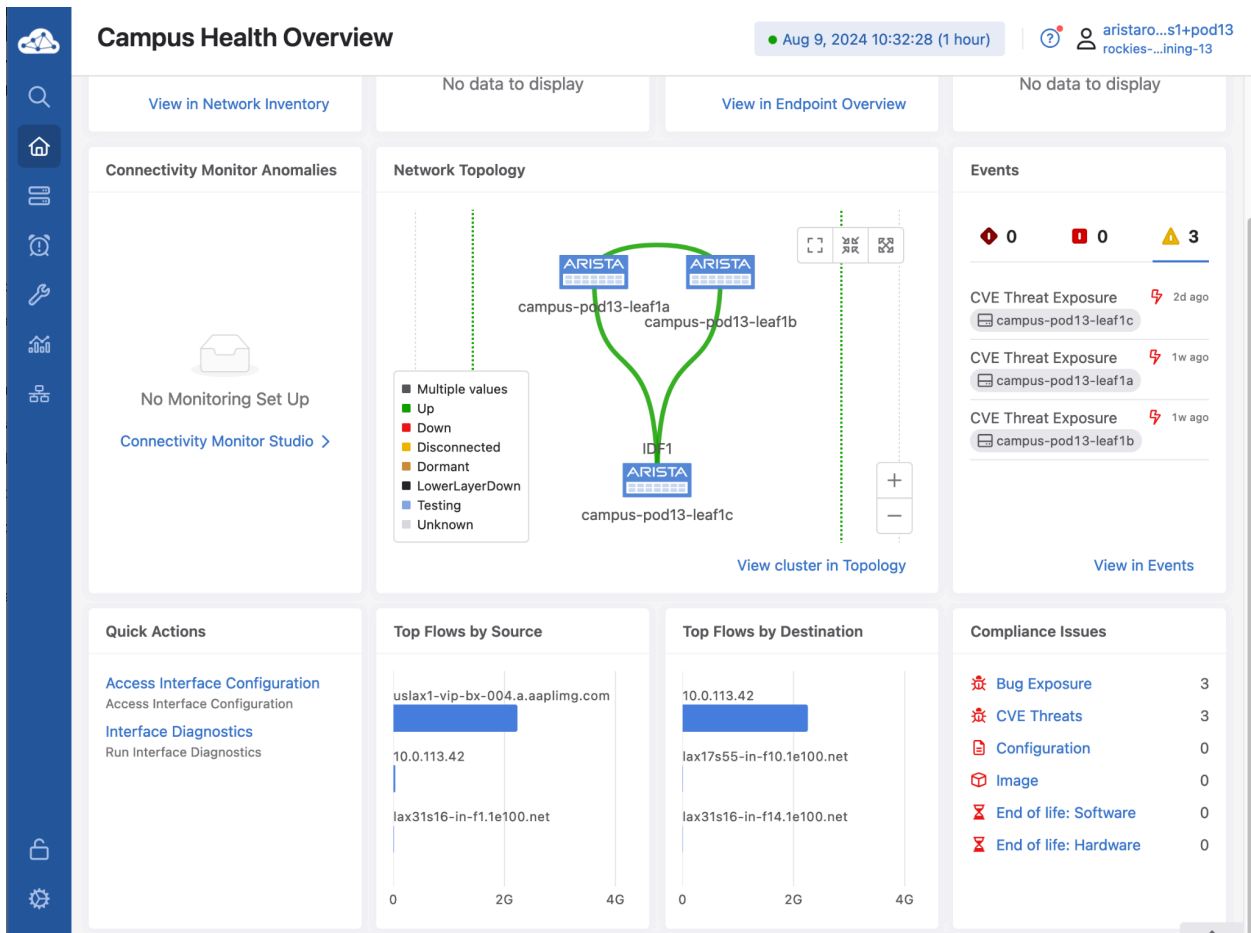 Campus Health Overview
Aug 9, 2024 10:32:28 (1 hour)
?
aristaro...s1+pod13
rockies-...ining-13
View in Network Inventory
No data to display
View in Endpoint Overview
No data to display
Connectivity Monitor Anomalies
No Monitoring Set Up
Connectivity Monitor Studio
Network Topology
ARISTA
ARISTA
campus-pod13-leaf1a
campus-pod13-leaf1b
Multiple values
Up
Down
Disconnected
Dormant
LowerLayerDown
Testing
Unknown
IDF1
ARISTA
campus-pod13-leaf1c
+
−
View cluster in Topology
Events
0
0
3
CVE Threat Exposure 2d ago
campus-pod13-leaf1c
CVE Threat Exposure 1w ago
campus-pod13-leaf1a
CVE Threat Exposure 1w ago
campus-pod13-leaf1b
View in Events
Quick Actions
Access Interface Configuration
Access Interface Configuration
Interface Diagnostics
Run Interface Diagnostics
Top Flows by Source
uslax1-vip-bx-004.a.aaplimg.com
10.0.113.42
lax31s16-in-f1.1e100.net
0 2G 4G
Top Flows by Destination
10.0.113.42
lax17s55-in-f10.1e100.net
lax31s16-in-f14.1e100.net
0 2G 4G
Compliance Issues
Bug Exposure 3
CVE Threats 3
Configuration 0
Image 0
End of life: Software 0
End of life: Hardware 0